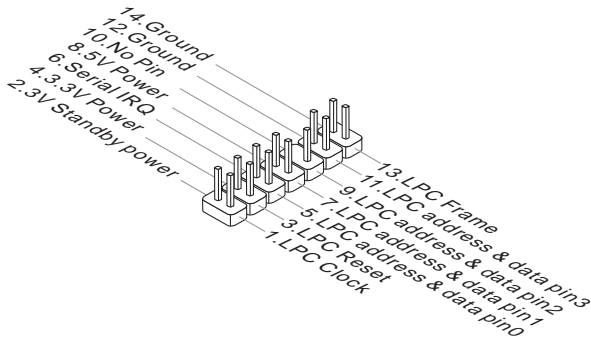 14.Ground
12.Ground
10.No Pin
8.5V Power
6.Serial IRQ
4.3.3V Power
2.3V Standby power
13.LPC Frame
11.LPC address & data pin3
9.LPC address & data pin2
7.LPC address & data pin1
5.LPC address & data pin0
3.LPC Reset
1.LPC Clock